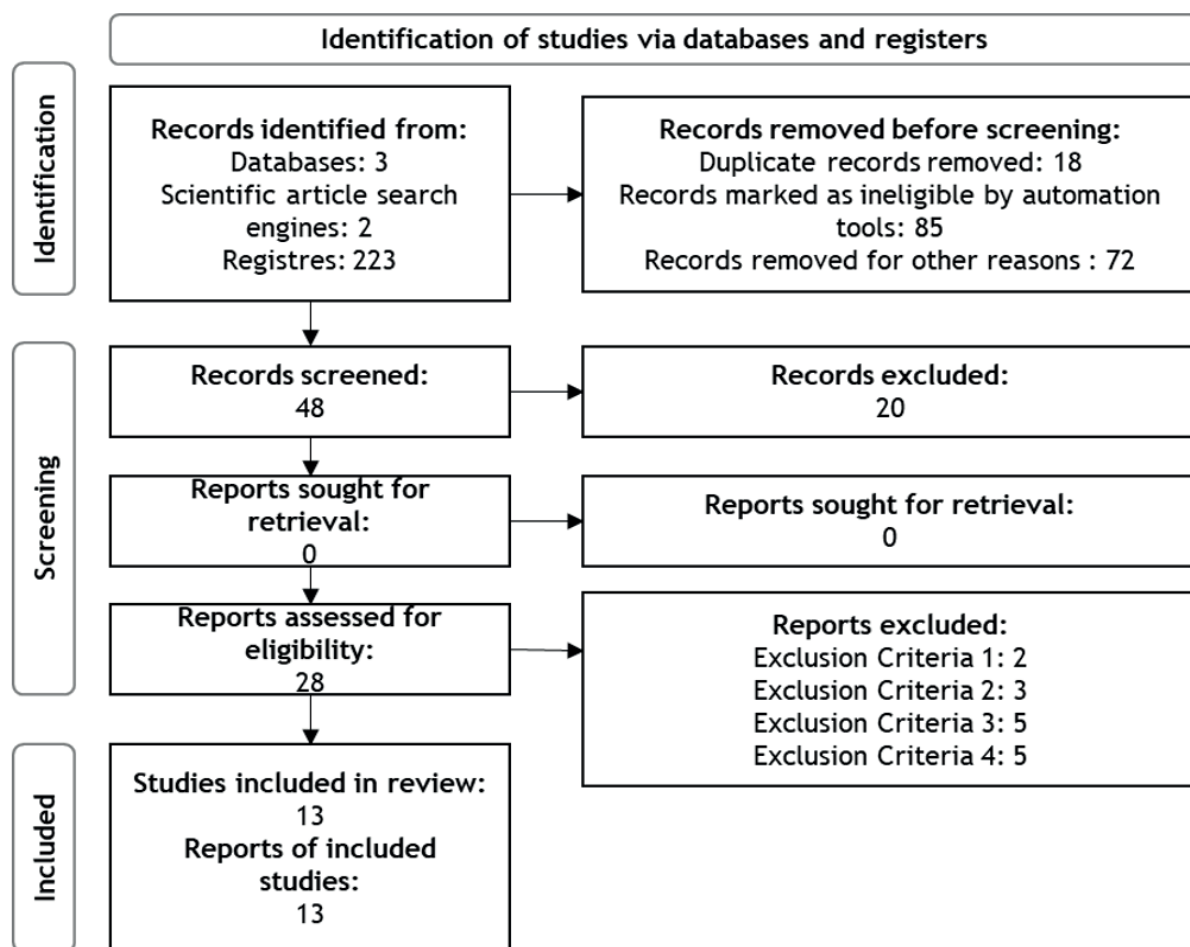 Identification of studies via databases and registers
Identification
Records identified from:
Databases: 3
Scientific article search
engines: 2
Registres: 223
Records removed before screening:
Duplicate records removed: 18
Records marked as ineligible by automation
tools: 85
Records removed for other reasons : 72
Screening
Records screened:
48
Records excluded:
20
Reports sought for
retrieval:
0
Reports sought for retrieval:
0
Reports assessed for
eligibility:
28
Reports excluded:
Exclusion Criteria 1: 2
Exclusion Criteria 2: 3
Exclusion Criteria 3: 5
Exclusion Criteria 4: 5
Included
Studies included in review:
13
Reports of included
studies:
13